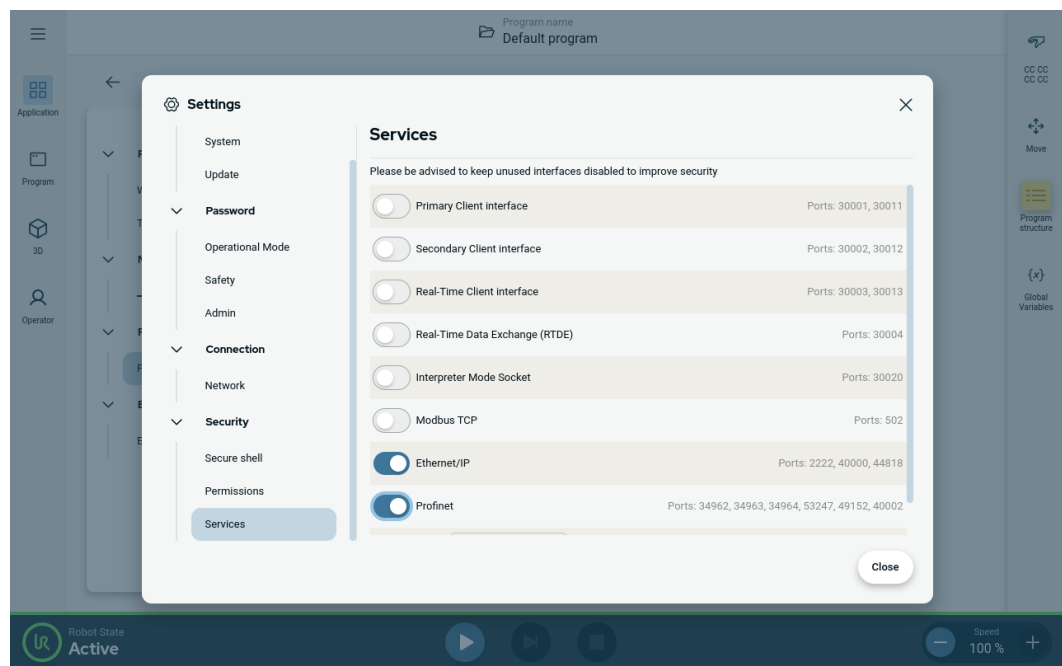 Program name
Default program
Application
Program
3D
Operator
Settings
System
Update
Password
Operational Mode
Safety
Admin
Connection
Network
Security
Secure shell
Permissions
Services
Services
Please be advised to keep unused interfaces disabled to improve security
Primary Client interface Ports: 30001, 30011
Secondary Client interface Ports: 30002, 30012
Real-Time Client interface Ports: 30003, 30013
Real-Time Data Exchange (RTDE) Ports: 30004
Interpreter Mode Socket Ports: 30020
Modbus TCP Ports: 502
Ethernet/IP Ports: 2222, 40000, 44818
Profinet Ports: 34962, 34963, 34964, 53247, 49152, 40002
Close
CC CC
CC CC
Move
Program
structure
{x}
Global
Variables
UR
Robot State
Active
Speed
100 %